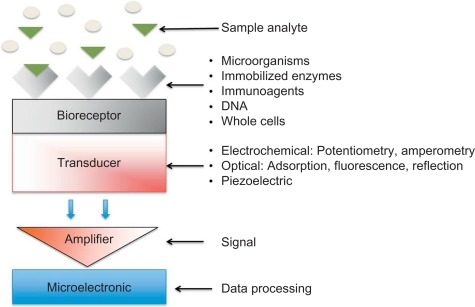 Sample analyte
• Microorganisms
• Immobilized enzymes
• Immunoagents
• DNA
• Whole cells
Bioreceptor
Transducer
• Electrochemical: Potentiometry, amperometry
• Optical: Adsorption, fluorescence, reflection
• Piezoelectric
Amplifier
Signal
Microelectronic
Data processing